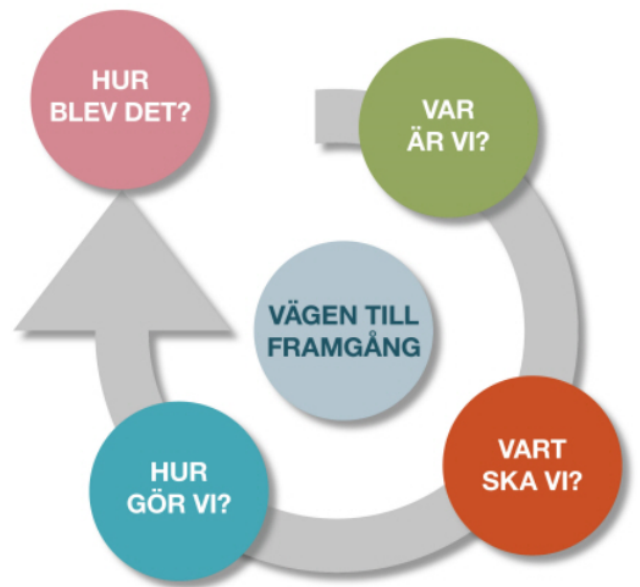 VAR
ÄR VI?
VART
SKA VI?
HUR
GÖR VI?
HUR
BLEV DET?
VÄGEN TILL
FRAMGÅNG